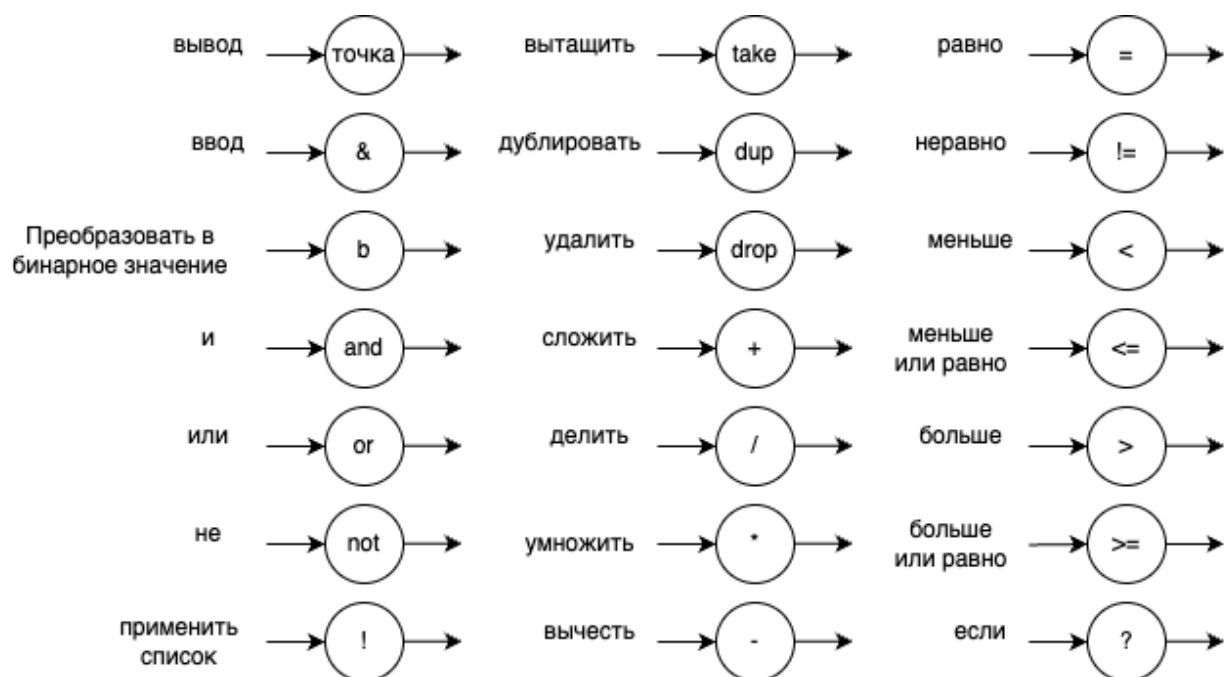 вывод точка
вытащить take
равно =
ввод &
дублировать dup
неравно !=
Преобразовать в
бинарное значение b
удалить drop
меньше <
и and
сложить +
меньше
или равно <=
или or
делить /
больше >
не not
умножить *
больше
или равно >=
применить
список !
вычесть -
если ?